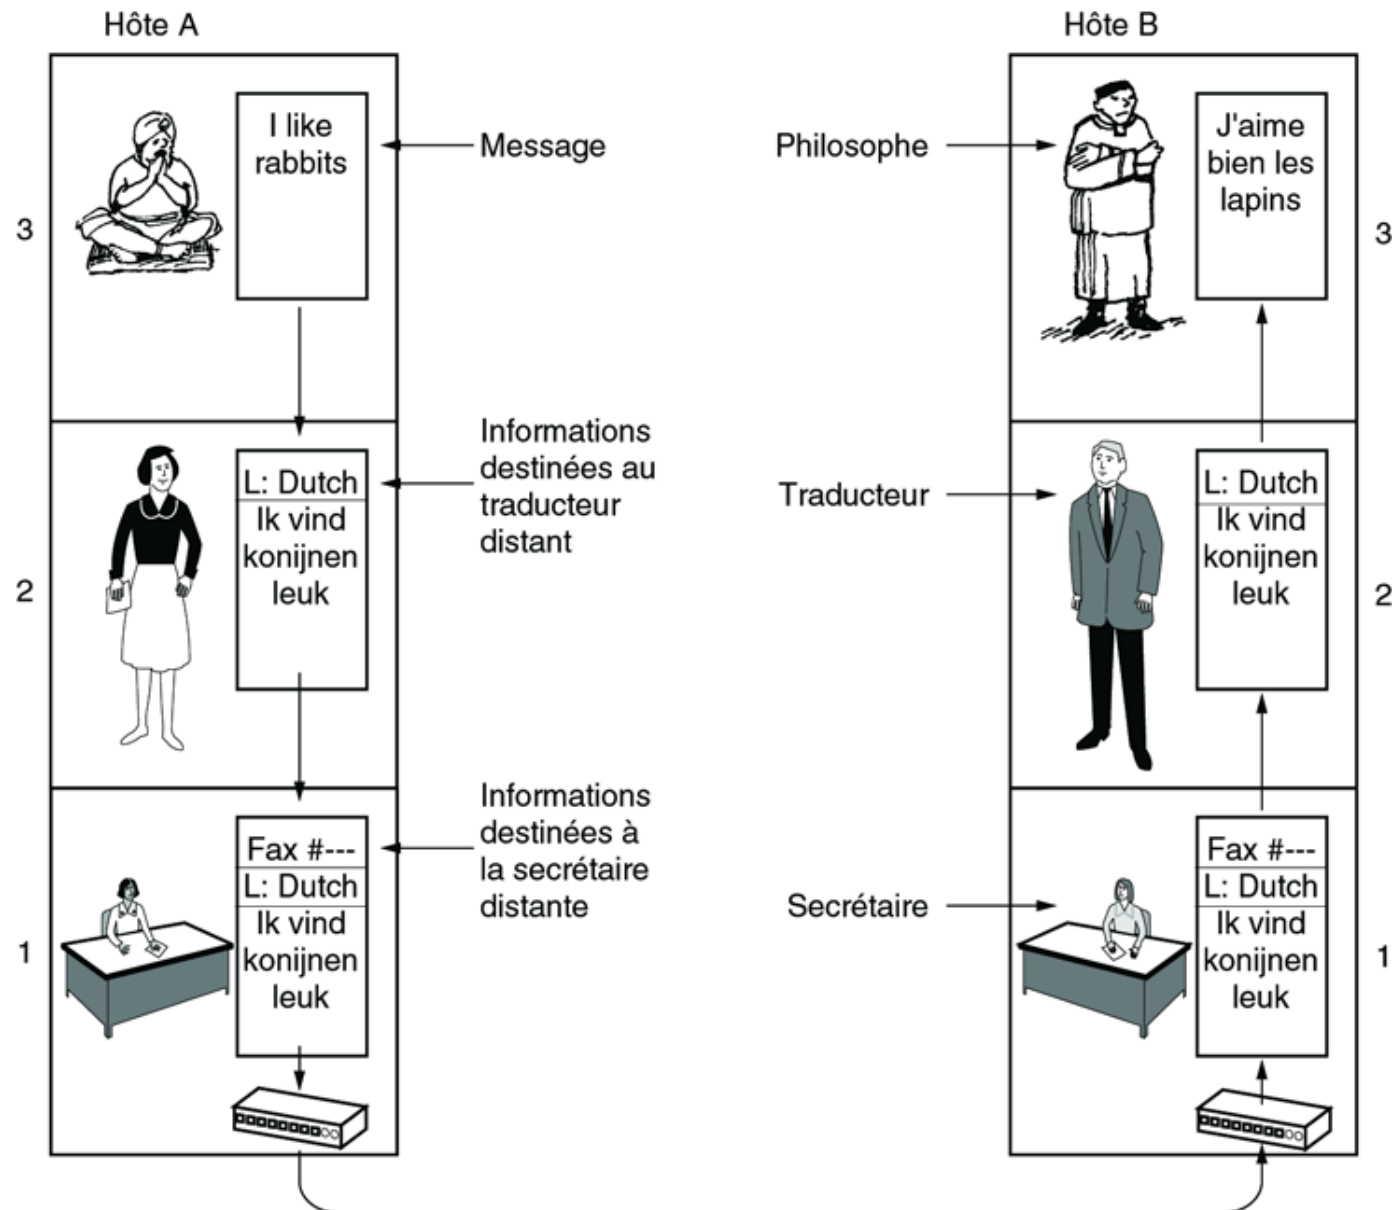 Hôte A
Hôte B
I like
rabbits
Message
Philosophe
J'aime
bien les
lapins
3
3
Informations
destinées au
traducteur
distant
L: Dutch
Ik vind
konijnen
leuk
Traducteur
L: Dutch
Ik vind
konijnen
leuk
2
2
Informations
destinées à
la secrétaire
distante
Fax #---
L: Dutch
Ik vind
konijnen
leuk
Secrétaire
Fax #---
L: Dutch
Ik vind
konijnen
leuk
1
1